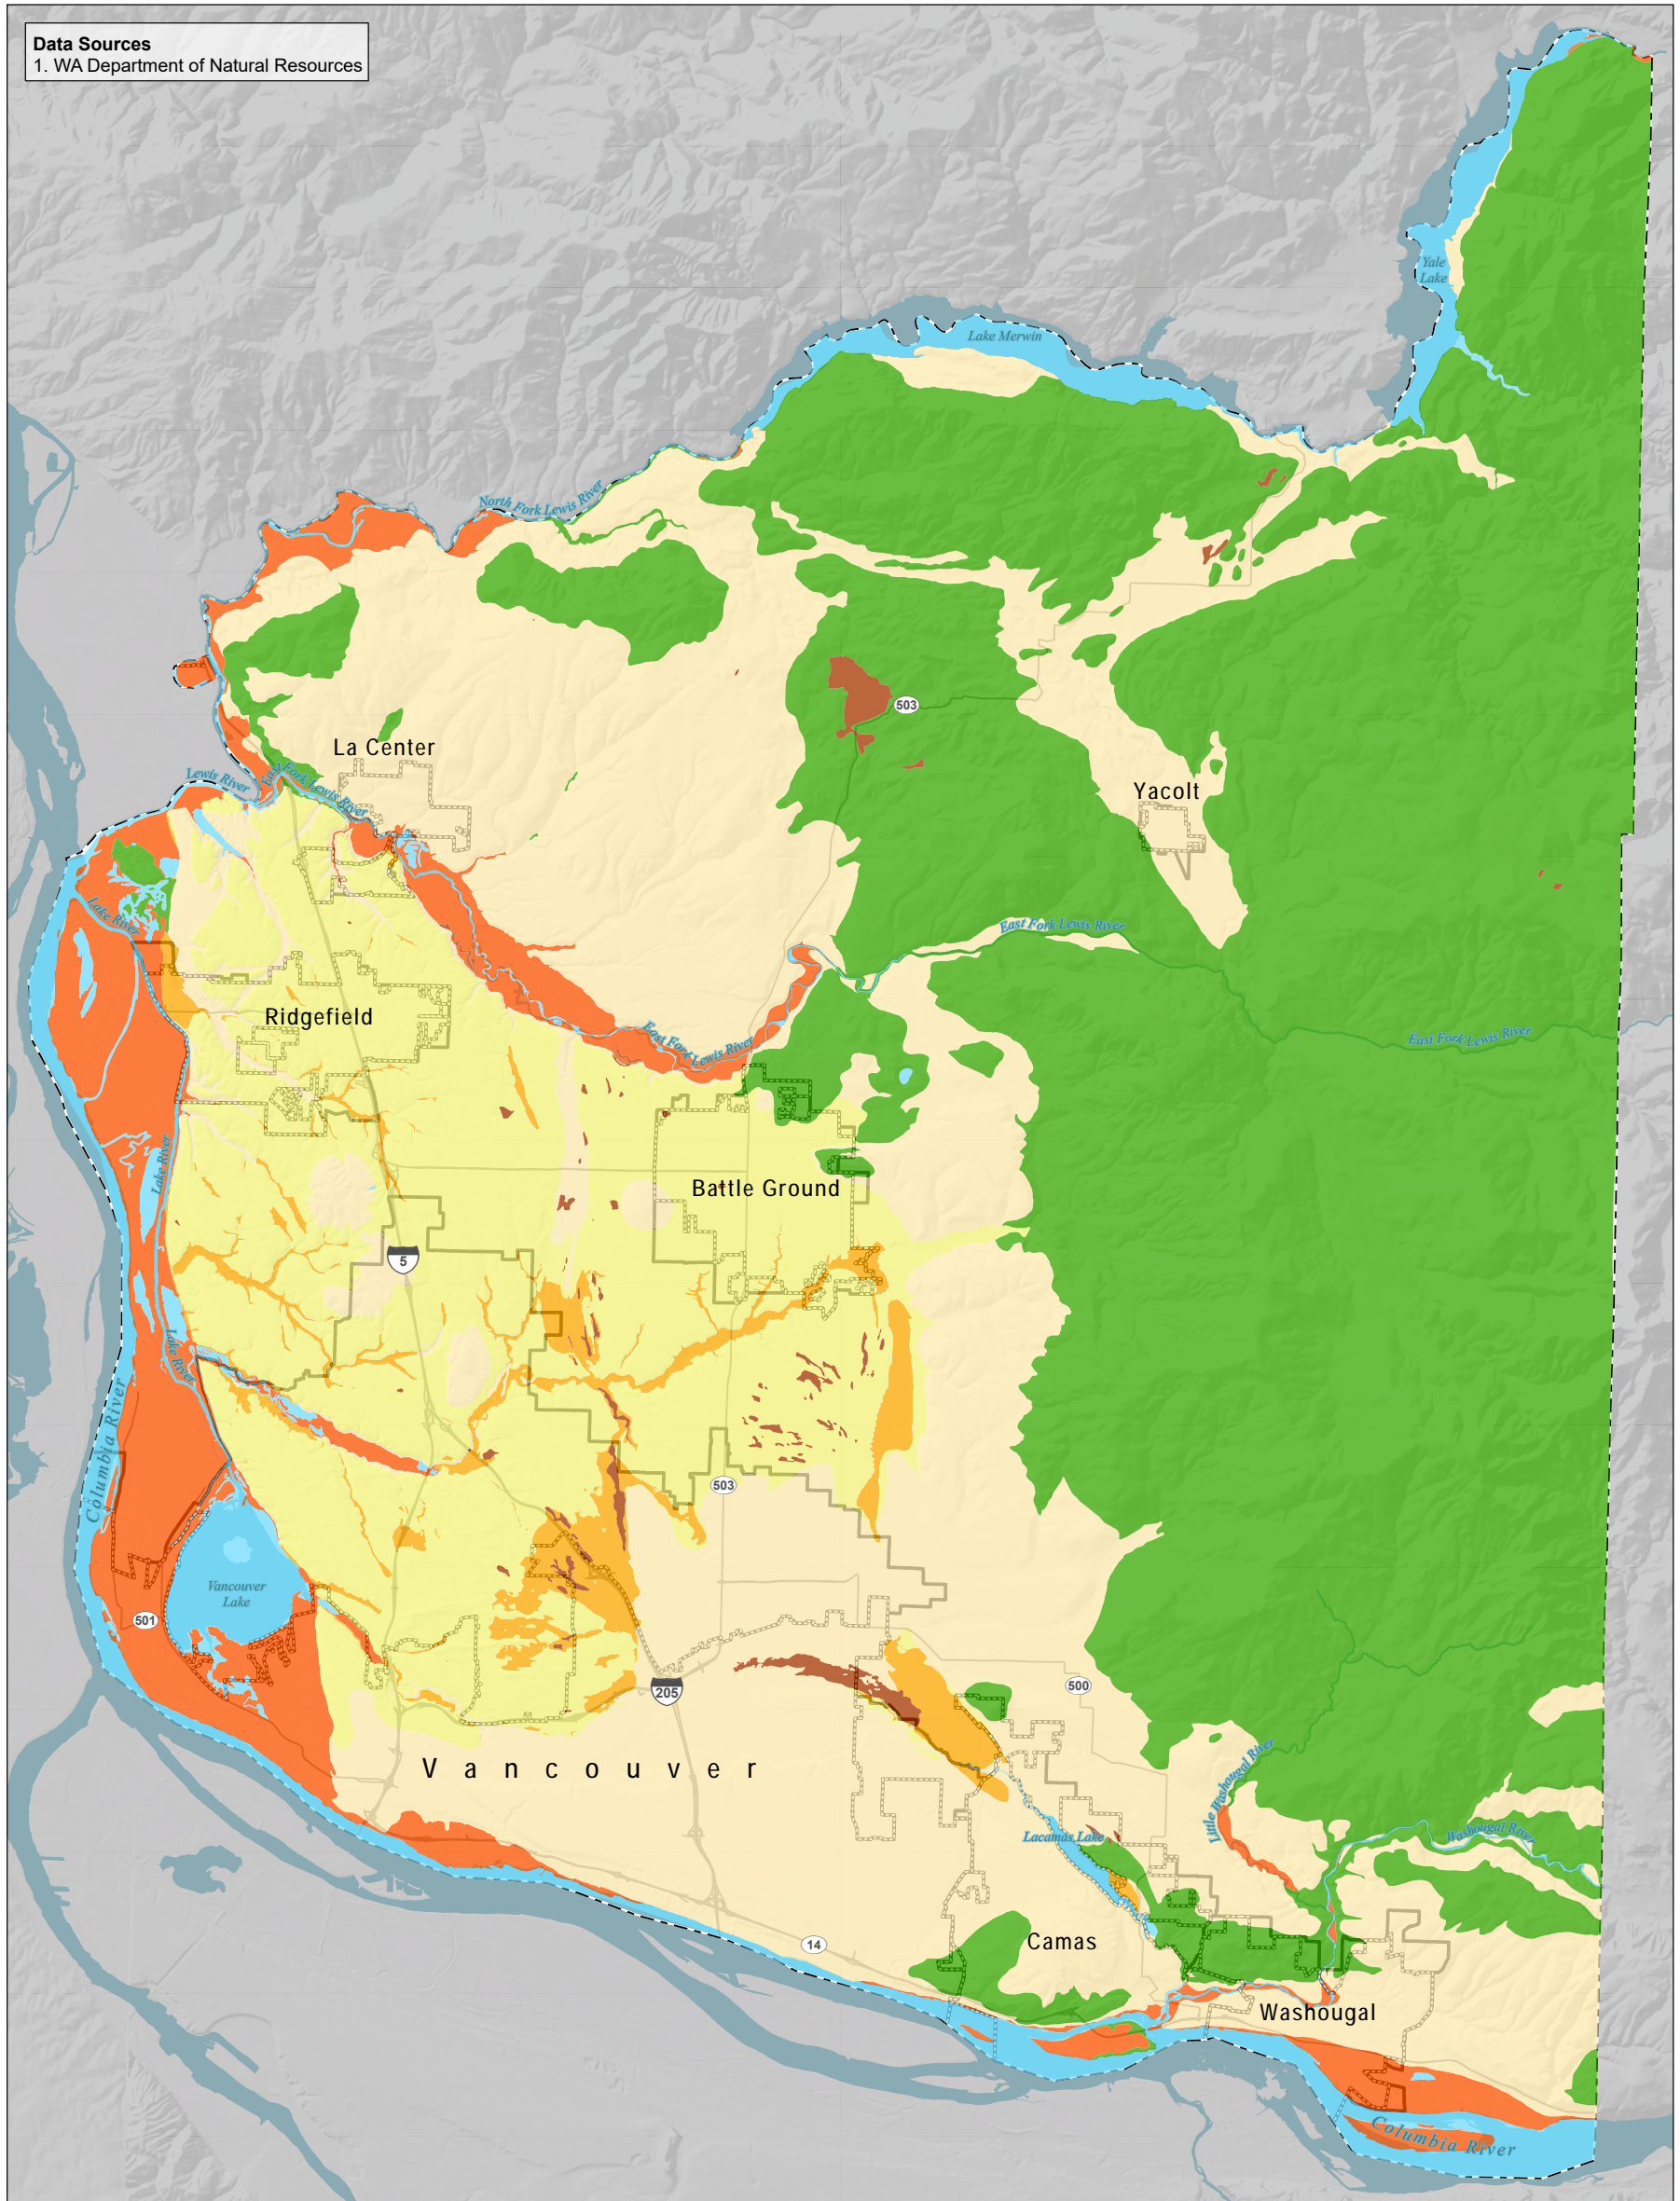 Data Sources
1. WA Department of Natural Resources
Yale
Lake
Lake Merwin
North Fork Lewis River
503
La Center
Lewis River
East Fork Lewis River
Yacolt
Lake River
East Fork Lewis River
Ridgefield
East Fork Lewis River
East Fork Lewis River
Lake River
Battle Ground
5
Lake River
Columbia River
503
Vancouver
Lake
501
205
500
Vancouver
Little Washougal River
Washougal River
Lacamas Lake
14
Camas
Washougal
Columbia River